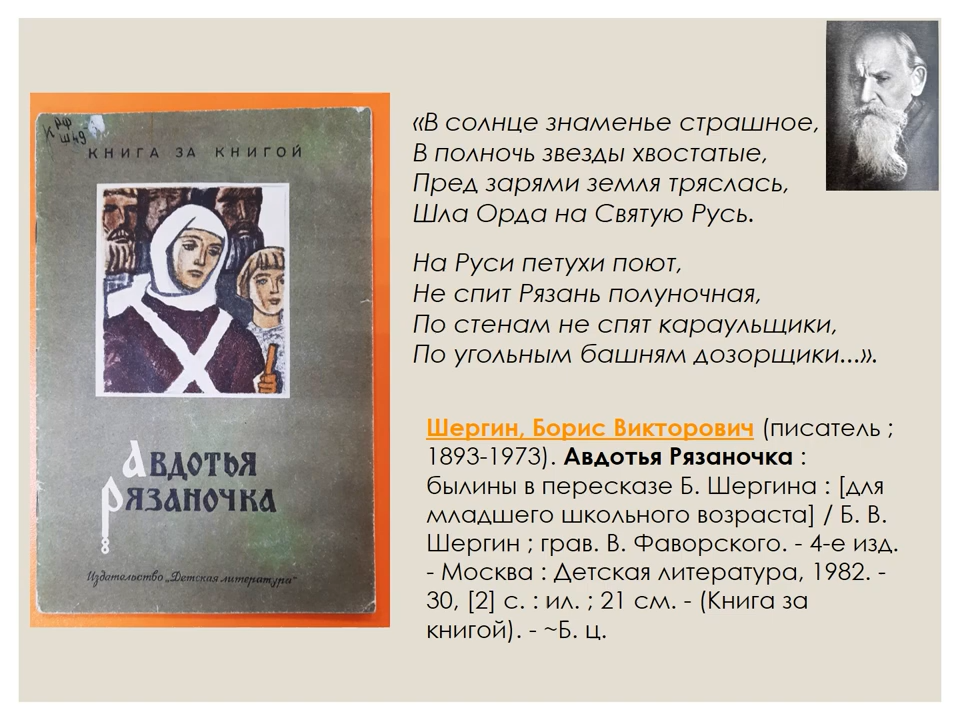 К РФ
Ш49
КНИГА ЗА КНИГОЙ
АВДОТЬЯ
РЯЗАНОЧКА
Издательство „Детская литература"
«В солнце знаменье страшное,
В полночь звезды хвостатые,
Пред зарями земля тряслась,
Шла Орда на Святую Русь.
На Руси петухи поют,
Не спит Рязань полуночная,
По стенам не спят караульщики,
По угольным башням дозорщики...».
Шергин, Борис Викторович (писатель ;
1893-1973). Авдотья Рязаночка :
былины в пересказе Б. Шергина : [для
младшего школьного возраста] / Б. В.
Шергин ; грав. В. Фаворского. - 4-е изд.
- Москва : Детская литература, 1982. -
30, [2] с. : ил. ; 21 см. - (Книга за
книгой). - ~Б. ц.